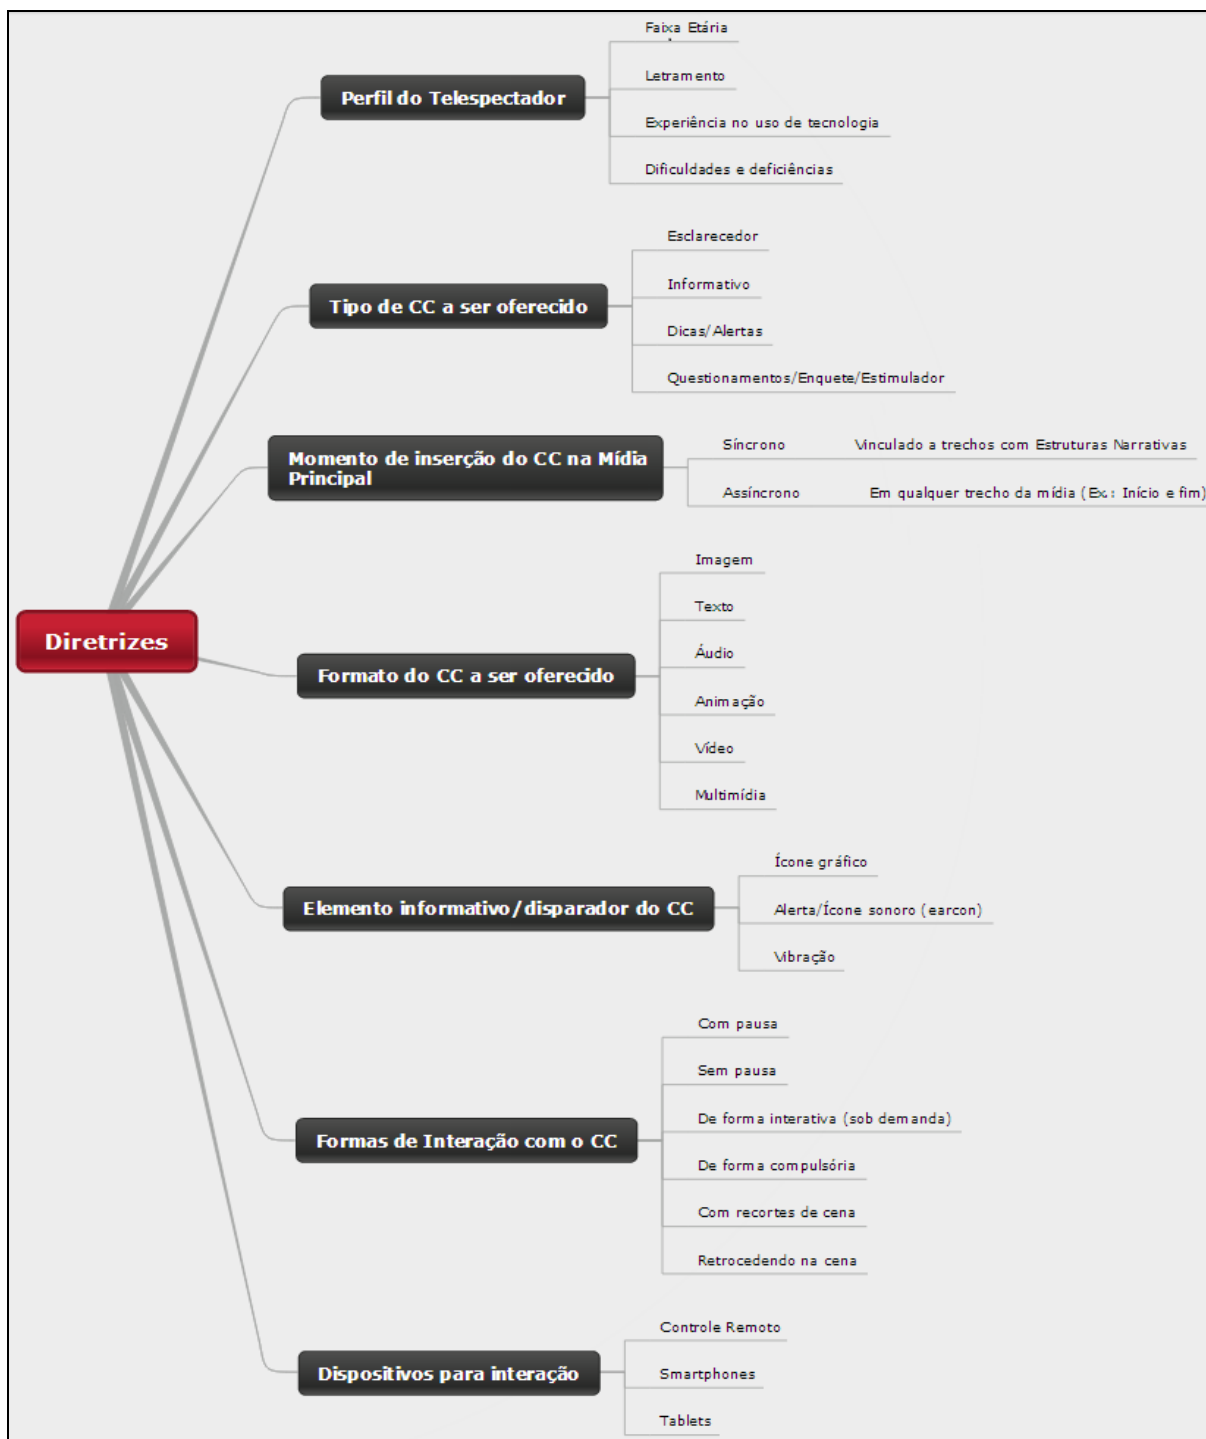 Diretrizes
Perfil do Telespectador
Faixa Etária
Letramento
Experiência no uso de tecnologia
Dificuldades e deficiências
Tipo de CC a ser oferecido
Esclarecedor
Informativo
Dicas/Alertas
Questionamentos/Enquete/Estimulador
Momento de inserção do CC na Mídia
Principal
Síncrono Vinculado a trechos com Estruturas Narrativas
Assíncrono Em qualquer trecho da mídia (Ex.: Início e fim)
Formato do CC a ser oferecido
Imagem
Texto
Áudio
Animação
Vídeo
Multimídia
Elemento informativo/disparador do CC
Ícone gráfico
Alerta/Ícone sonoro (earcon)
Vibração
Formas de Interação com o CC
Com pausa
Sem pausa
De forma interativa (sob demanda)
De forma compulsória
Com recortes de cena
Retrocedendo na cena
Dispositivos para interação
Controle Remoto
Smartphones
Tablets